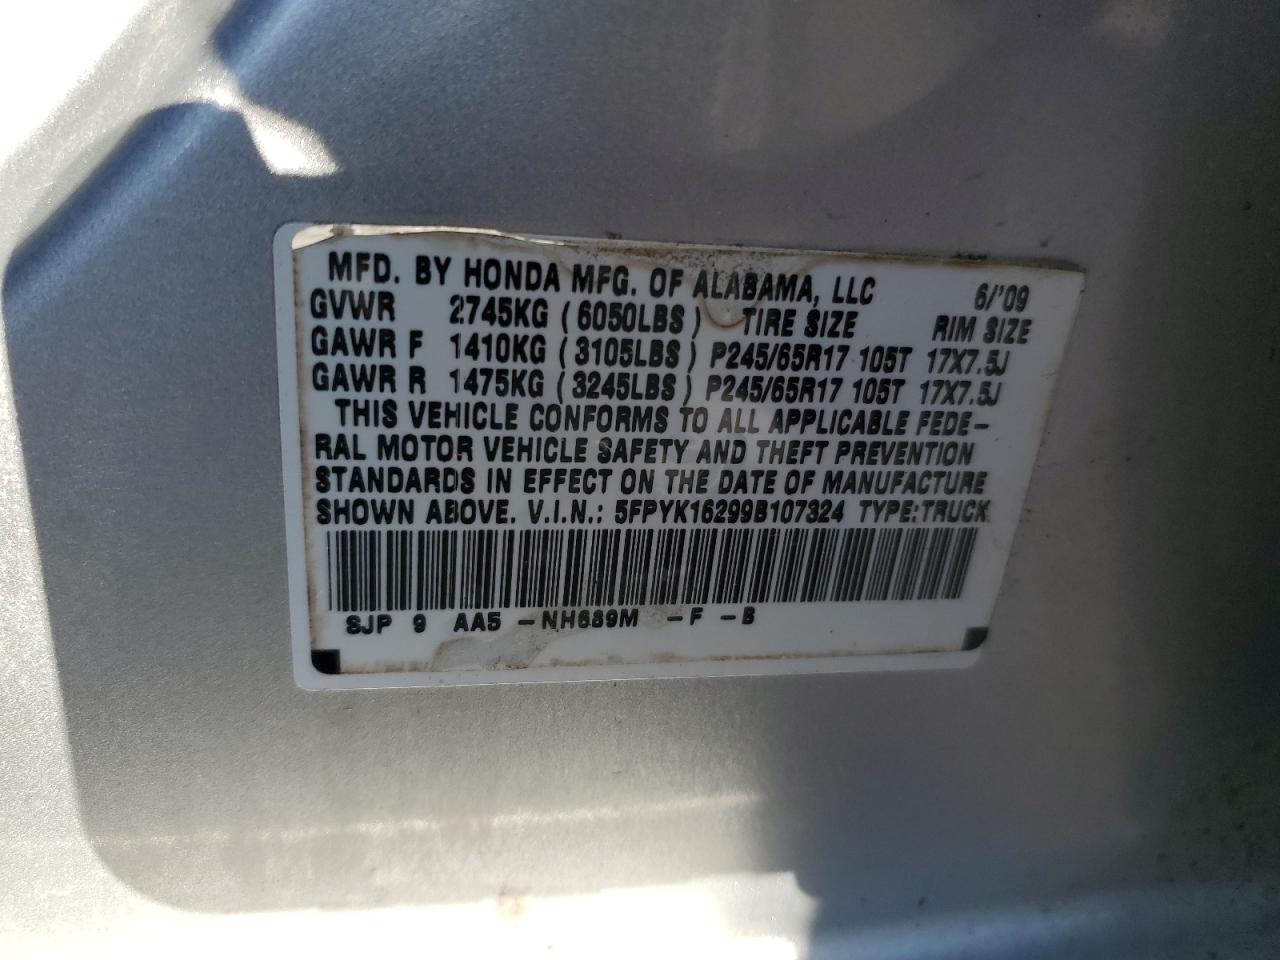 MFD. BY HONDA MFG. OF ALABAMA, LLC 6/'09
GVWR 2745KG (6050LBS) TIRE SIZE RIM SIZE
GAWR F 1410KG (3105LBS) P245/65R17 105T 17X7.5J
GAWR R 1475KG (3245LBS) P245/65R17 105T 17X7.5J
THIS VEHICLE CONFORMS TO ALL APPLICABLE FEDE-
RAL MOTOR VEHICLE SAFETY AND THEFT PREVENTION
STANDARDS IN EFFECT ON THE DATE OF MANUFACTURE
SHOWN ABOVE. V.I.N.: 5FPYK16299B107324 TYPE:TRUCK
SJP 9 AA5 -NH689M -F -B